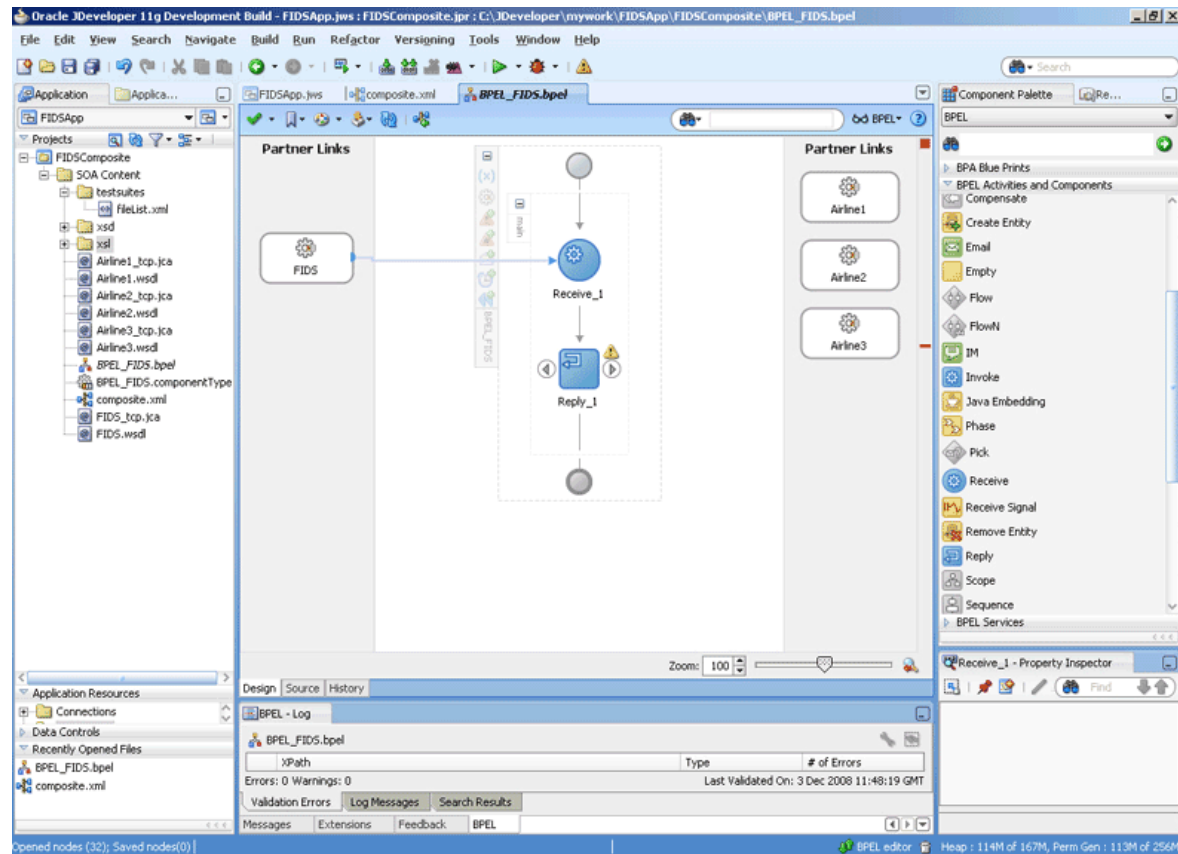 Oracle JDeveloper 11g Development Build - FIDSApp.jws : FIDSComposite.jpr : C:\JDeveloper\mywork\FIDSApp\FIDSComposite\BPEL_FIDS.bpel
File Edit View Search Navigate Build Run Refactor Versioning Tools Window Help
Search
Application Applica...
FIDSApp
Projects
FIDSComposite
SOA Content
testsuites
fileList.xml
xsd
xsl
Airline1_tcp.jca
Airline1.wsdl
Airline2_tcp.jca
Airline2.wsdl
Airline3_tcp.jca
Airline3.wsdl
BPEL_FIDS.bpel
BPEL_FIDS.componentType
composite.xml
FIDS_tcp.jca
FIDS.wsdl
Application Resources
Connections
Data Controls
Recently Opened Files
BPEL_FIDS.bpel
composite.xml
FIDSApp.jws composite.xml BPEL_FIDS.bpel
BPEL
Partner Links
FIDS
(x)
BPEL_FIDS
main
Receive_1
Reply_1
Partner Links
Airline1
Airline2
Airline3
Zoom: 100
Design Source History
BPEL - Log
BPEL_FIDS.bpel
XPath Type # of Errors
Errors: 0 Warnings: 0 Last Validated On: 3 Dec 2008 11:48:19 GMT
Validation Errors Log Messages Search Results
Messages Extensions Feedback BPEL
Component Palette Re...
BPEL
BPA Blue Prints
BPEL Activities and Components
Compensate
Create Entity
Email
Empty
Flow
FlowN
IM
Invoke
Java Embedding
Phase
Pick
Receive
Receive Signal
Remove Entity
Reply
Scope
Sequence
BPEL Services
Receive_1 - Property Inspector
Find
Opened nodes (32); Saved nodes(0) BPEL editor Heap : 114M of 167M, Perm Gen : 113M of 256M